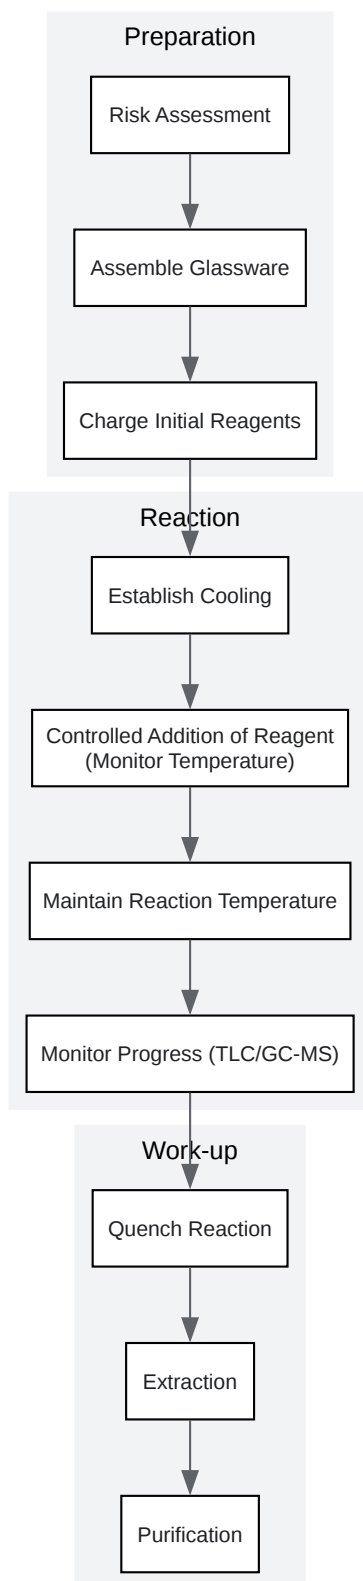 Preparation
Risk Assessment
Assemble Glassware
Charge Initial Reagents
Reaction
Establish Cooling
Controlled Addition of Reagent
(Monitor Temperature)
Maintain Reaction Temperature
Monitor Progress (TLC/GC-MS)
Work-up
Quench Reaction
Extraction
Purification